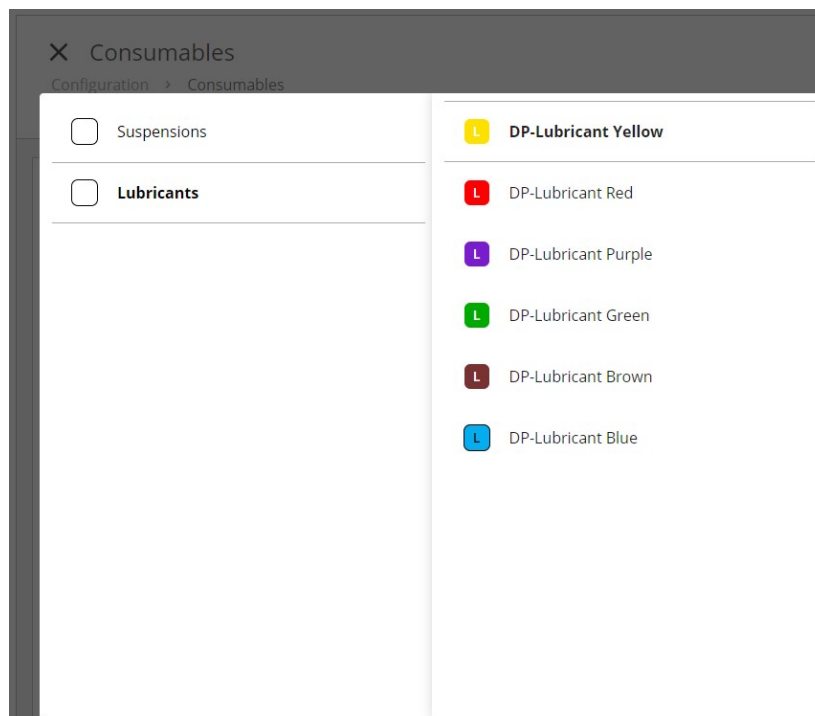 Consumables
Configuration > Consumables
Suspensions
Lubricants
L DP-Lubricant Yellow
L DP-Lubricant Red
L DP-Lubricant Purple
L DP-Lubricant Green
L DP-Lubricant Brown
L DP-Lubricant Blue